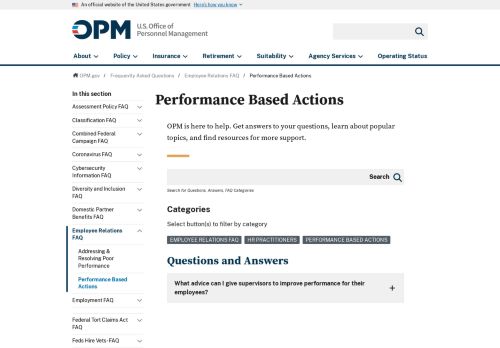 An official website of the United States government Here's how you know
OPM U.S. Office of
Personnel Management
About Policy Insurance Retirement Suitability Agency Services Operating Status
OPM.gov / Frequently Asked Questions / Employee Relations FAQ / Performance Based Actions
In this section
Assessment Policy FAQ
Classification FAQ
Combined Federal
Campaign FAQ
Coronavirus FAQ
Cybersecurity
Information FAQ
Diversity and Inclusion
FAQ
Domestic Partner
Benefits FAQ
Employee Relations
FAQ
Addressing &
Resolving Poor
Performance
Performance Based
Actions
Employment FAQ
Federal Tort Claims Act
FAQ
Feds Hire Vets - FAQ
Performance Based Actions
OPM is here to help. Get answers to your questions, learn about popular
topics, and find resources for more support.
Search
Search for Questions, Answers, FAQ Categories
Categories
Select button(s) to filter by category
EMPLOYEE RELATIONS FAQ HR PRACTITIONERS PERFORMANCE BASED ACTIONS
Questions and Answers
What advice can I give supervisors to improve performance for their
employees?